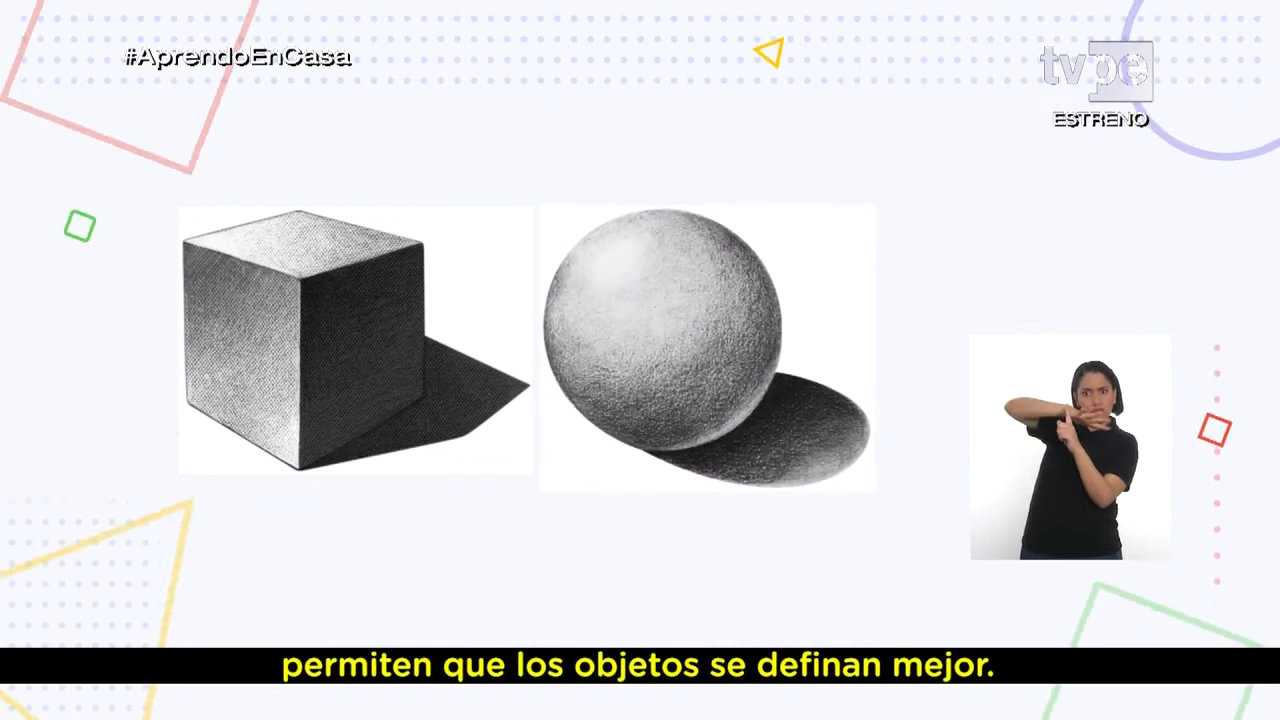 #AprendoEnCasa
tvpe
ESTRENO
permiten que los objetos se definan mejor.